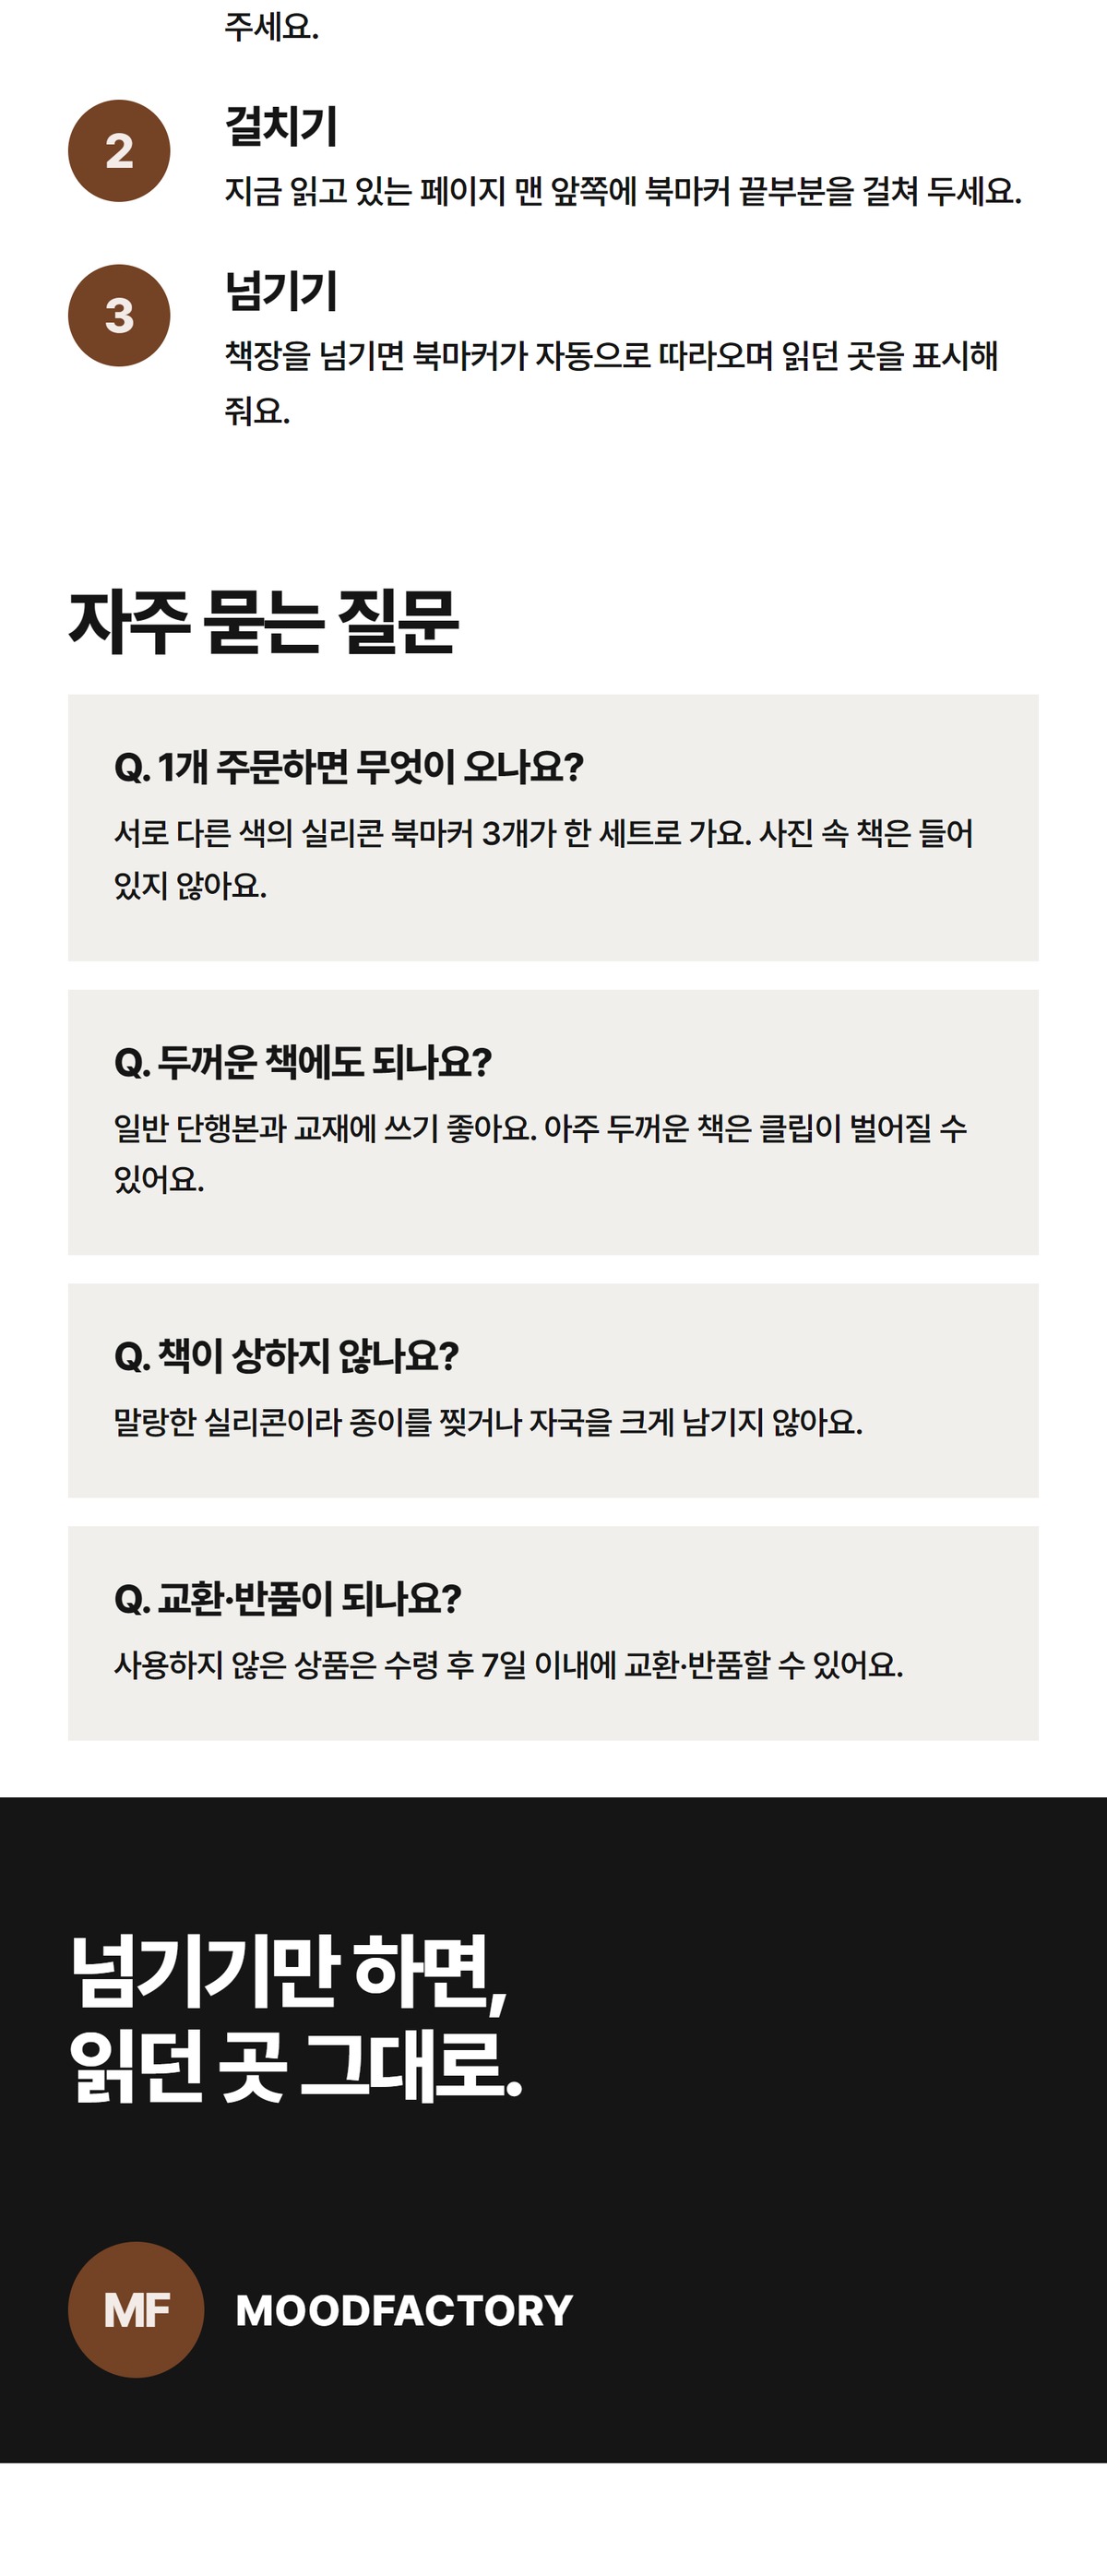 주세요.
2
걸치기
지금 읽고 있는 페이지 맨 앞쪽에 북마커 끝부분을 걸쳐 두세요.
3
넘기기
책장을 넘기면 북마커가 자동으로 따라오며 읽던 곳을 표시해
줘요.
자주 묻는 질문
Q. 1개 주문하면 무엇이 오나요?
서로 다른 색의 실리콘 북마커 3개가 한 세트로 가요. 사진 속 책은 들어
있지 않아요.
Q. 두꺼운 책에도 되나요?
일반 단행본과 교재에 쓰기 좋아요. 아주 두꺼운 책은 클립이 벌어질 수
있어요.
Q. 책이 상하지 않나요?
말랑한 실리콘이라 종이를 찢거나 자국을 크게 남기지 않아요.
Q. 교환·반품이 되나요?
사용하지 않은 상품은 수령 후 7일 이내에 교환·반품할 수 있어요.
넘기기만 하면,
읽던 곳 그대로.
MF
MOODFACTORY